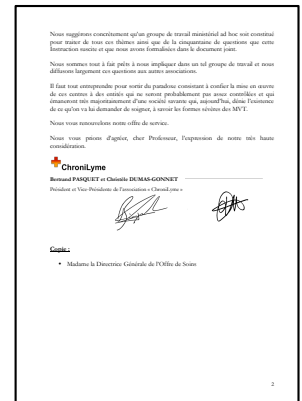 Nous suggérons concrètement qu'un groupe de travail ministériel ad hoc soit constitué
pour traiter de tous ces thèmes ainsi que de la cinquantaine de questions que cette
Instruction suscite et que nous avons formalisées dans le document joint.
Nous sommes tout à fait prêts à nous impliquer dans un tel groupe de travail et nous
diffusons largement ces questions aux autres associations.
Il faut tout entreprendre pour sortir du paradoxe consistant à confier la mise en œuvre
de ces centres à des entités qui ne seront probablement pas assez contrôlées et qui
émaneront très majoritairement d'une société savante qui, aujourd'hui, dénie l'existence
de ce qu'on va lui demander de soigner, à savoir les formes sévères des MVT.
Nous vous renouvelons notre offre de service.
Nous vous prions d'agréer, cher Professeur, l'expression de notre très haute
considération.
ChroniLyme
Bertrand PASQUET et Christèle DUMAS-GONNET
Président et Vice-Présidente de l'association « ChroniLyme »
Copie :
• Madame la Directrice Générale de l'Offre de Soins
2